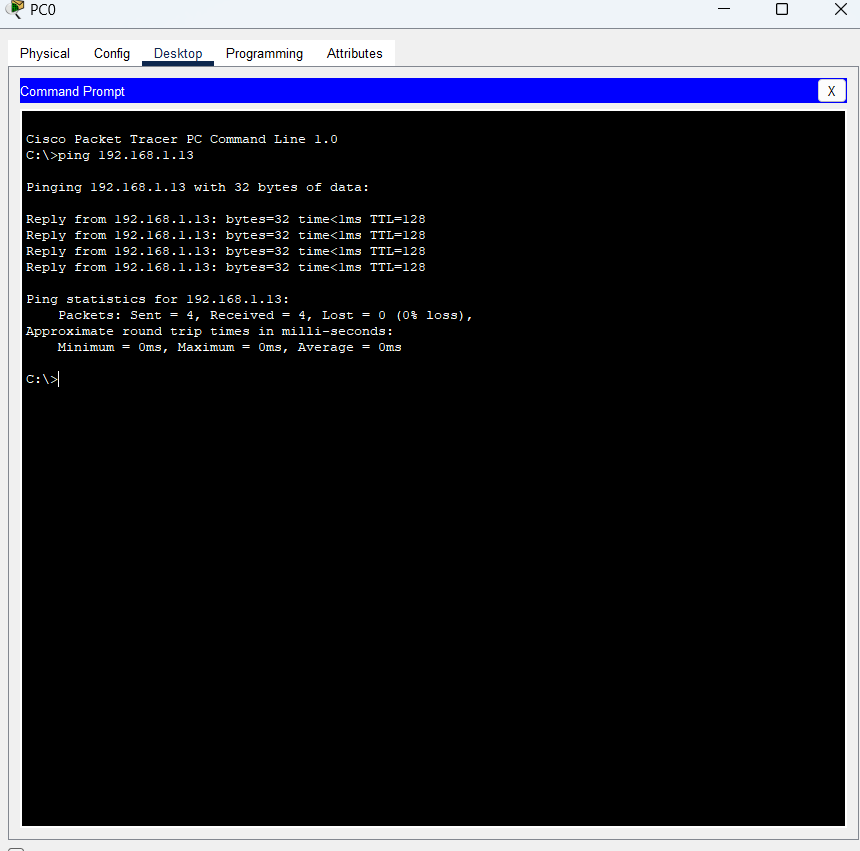 PC0
Physical Config Desktop Programming Attributes
Command Prompt
X
Cisco Packet Tracer PC Command Line 1.0
C:\>ping 192.168.1.13
Pinging 192.168.1.13 with 32 bytes of data:
Reply from 192.168.1.13: bytes=32 time<1ms TTL=128
Reply from 192.168.1.13: bytes=32 time<1ms TTL=128
Reply from 192.168.1.13: bytes=32 time<1ms TTL=128
Reply from 192.168.1.13: bytes=32 time<1ms TTL=128
Ping statistics for 192.168.1.13:
Packets: Sent = 4, Received = 4, Lost = 0 (0% loss),
Approximate round trip times in milli-seconds:
Minimum = 0ms, Maximum = 0ms, Average = 0ms
C:\>